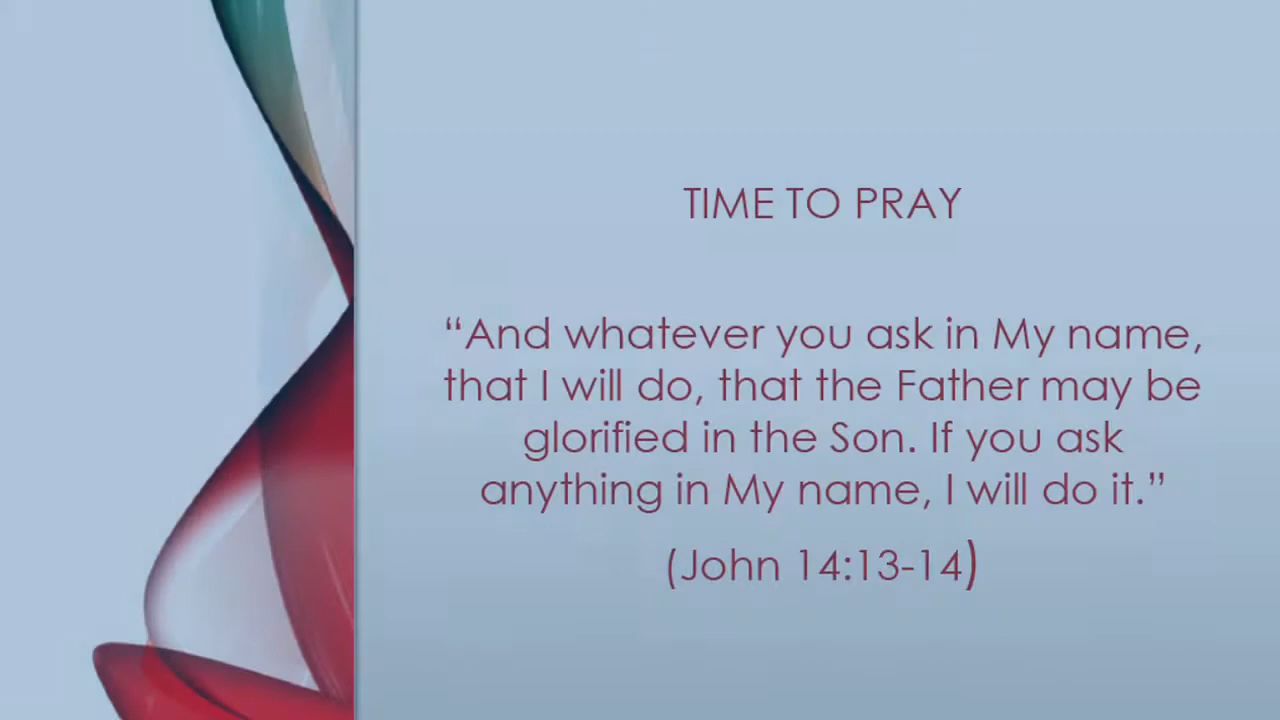 TIME TO PRAY
“And whatever you ask in My name,
that I will do, that the Father may be
glorified in the Son. If you ask
anything in My name, I will do it.”
(John 14:13-14)